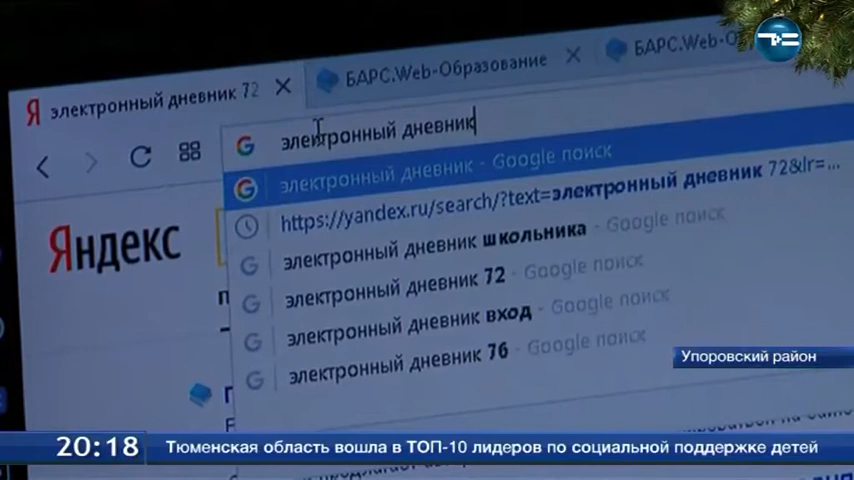 Я электронный дневник 72
БАРС.Web-Образование
БАРС.Web-О
электронный дневник
электронный дневник - Google поиск
https://yandex.ru/search/?text=электронный дневник 72&lr=...
Яндекс
электронный дневник школьника - Google поиск
электронный дневник 72 - Google поиск
электронный дневник вход - Google поиск
электронный дневник 76 - Google поиск
Упоровский район
20:18 Тюменская область вошла в ТОП-10 лидеров по социальной поддержке детей